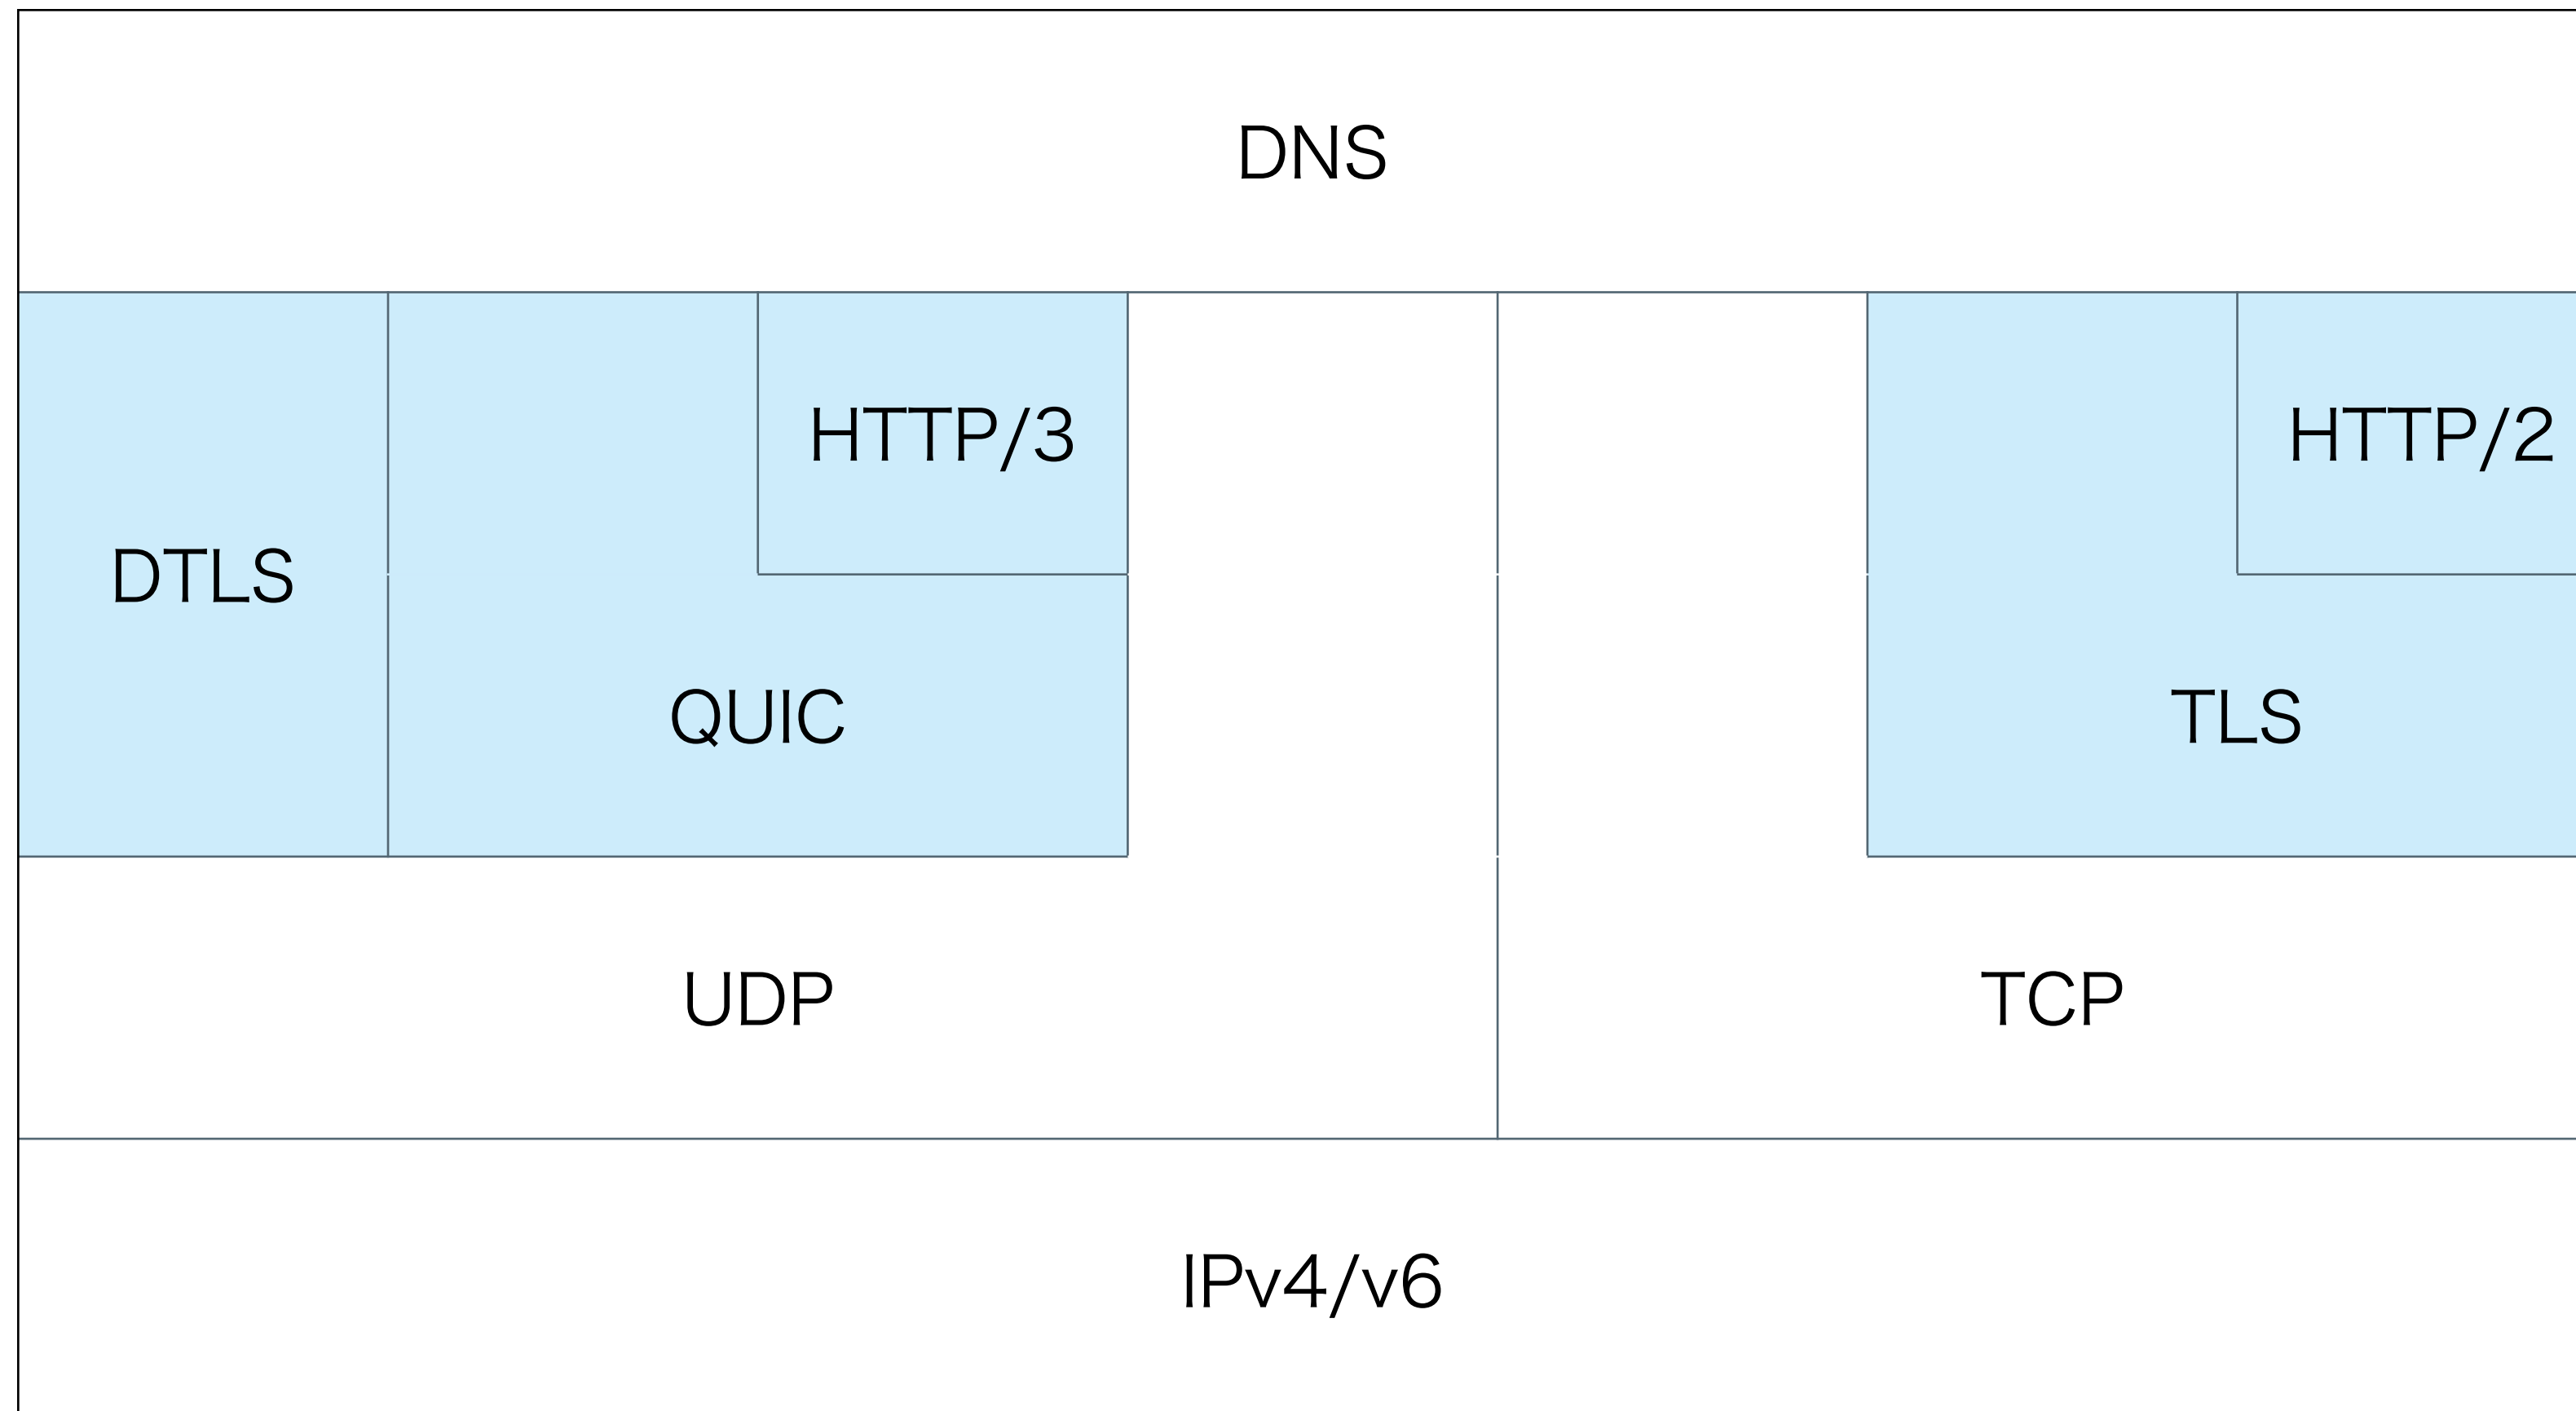 DNS
HTTP/3
HTTP/2
DTLS
QUIC
TLS
UDP
TCP
IPv4/v6